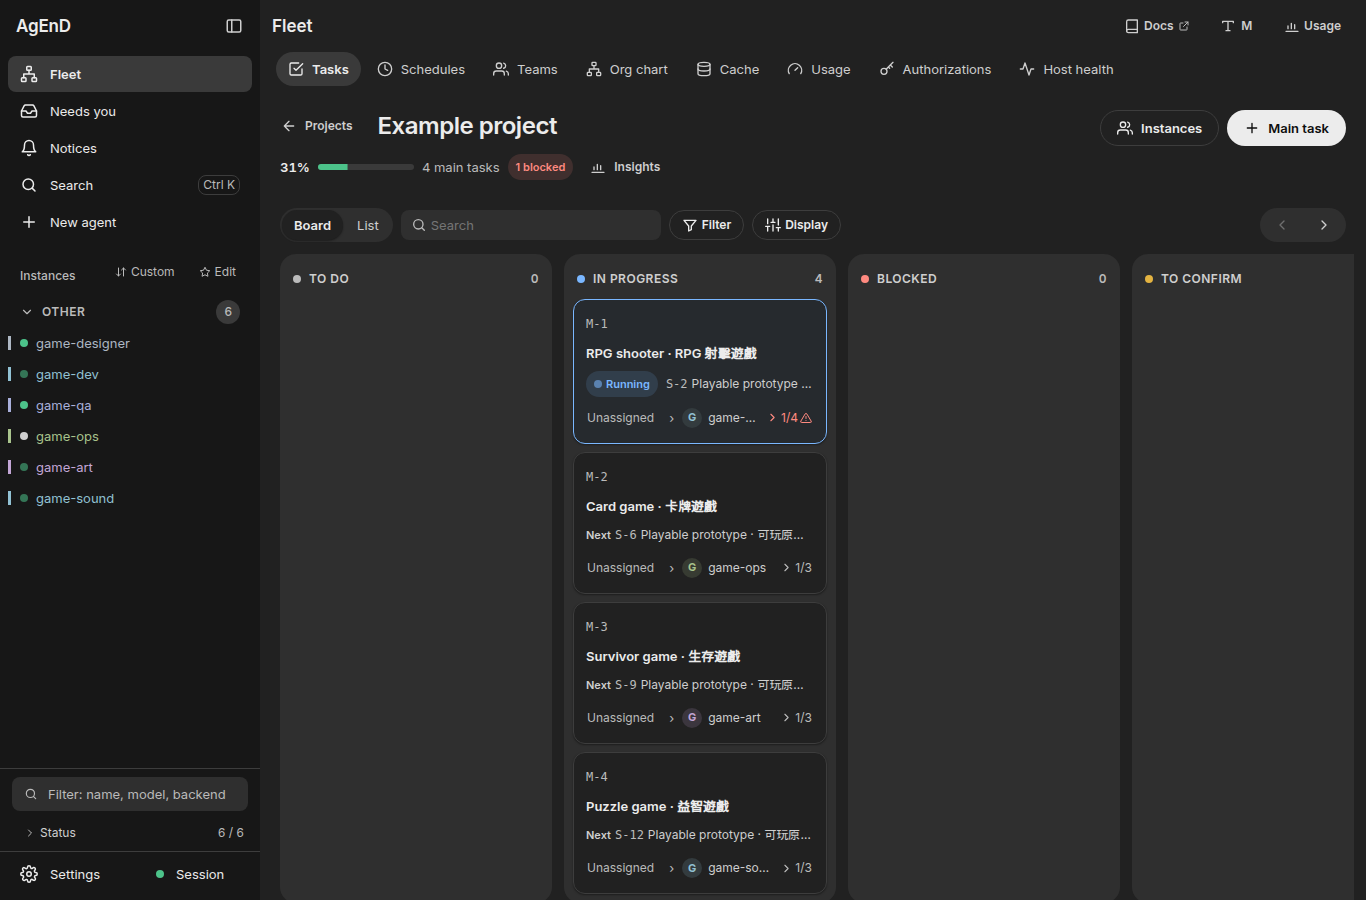 AgEnD
Fleet
Needs you
Notices
Search
Ctrl K
New agent
Instances
Custom
Edit
OTHER
6
game-designer
game-dev
game-qa
game-ops
game-art
game-sound
Filter: name, model, backend
Status
6 / 6
Settings
Session
Fleet
Docs
M
Usage
Tasks
Schedules
Teams
Org chart
Cache
Usage
Authorizations
Host health
Projects
Example project
Instances
Main task
31%
4 main tasks
1 blocked
Insights
Board
List
Search
Filter
Display
TO DO
0
IN PROGRESS
4
M-1
RPG shooter · RPG 射擊遊戲
Running
S-2 Playable prototype ...
Unassigned
G
game-...
1/4
M-2
Card game · 卡牌遊戲
Next S-6 Playable prototype · 可玩原...
Unassigned
G
game-ops
1/3
M-3
Survivor game · 生存遊戲
Next S-9 Playable prototype · 可玩原...
Unassigned
G
game-art
1/3
M-4
Puzzle game · 益智遊戲
Next S-12 Playable prototype · 可玩原...
Unassigned
G
game-so...
1/3
BLOCKED
0
TO CONFIRM